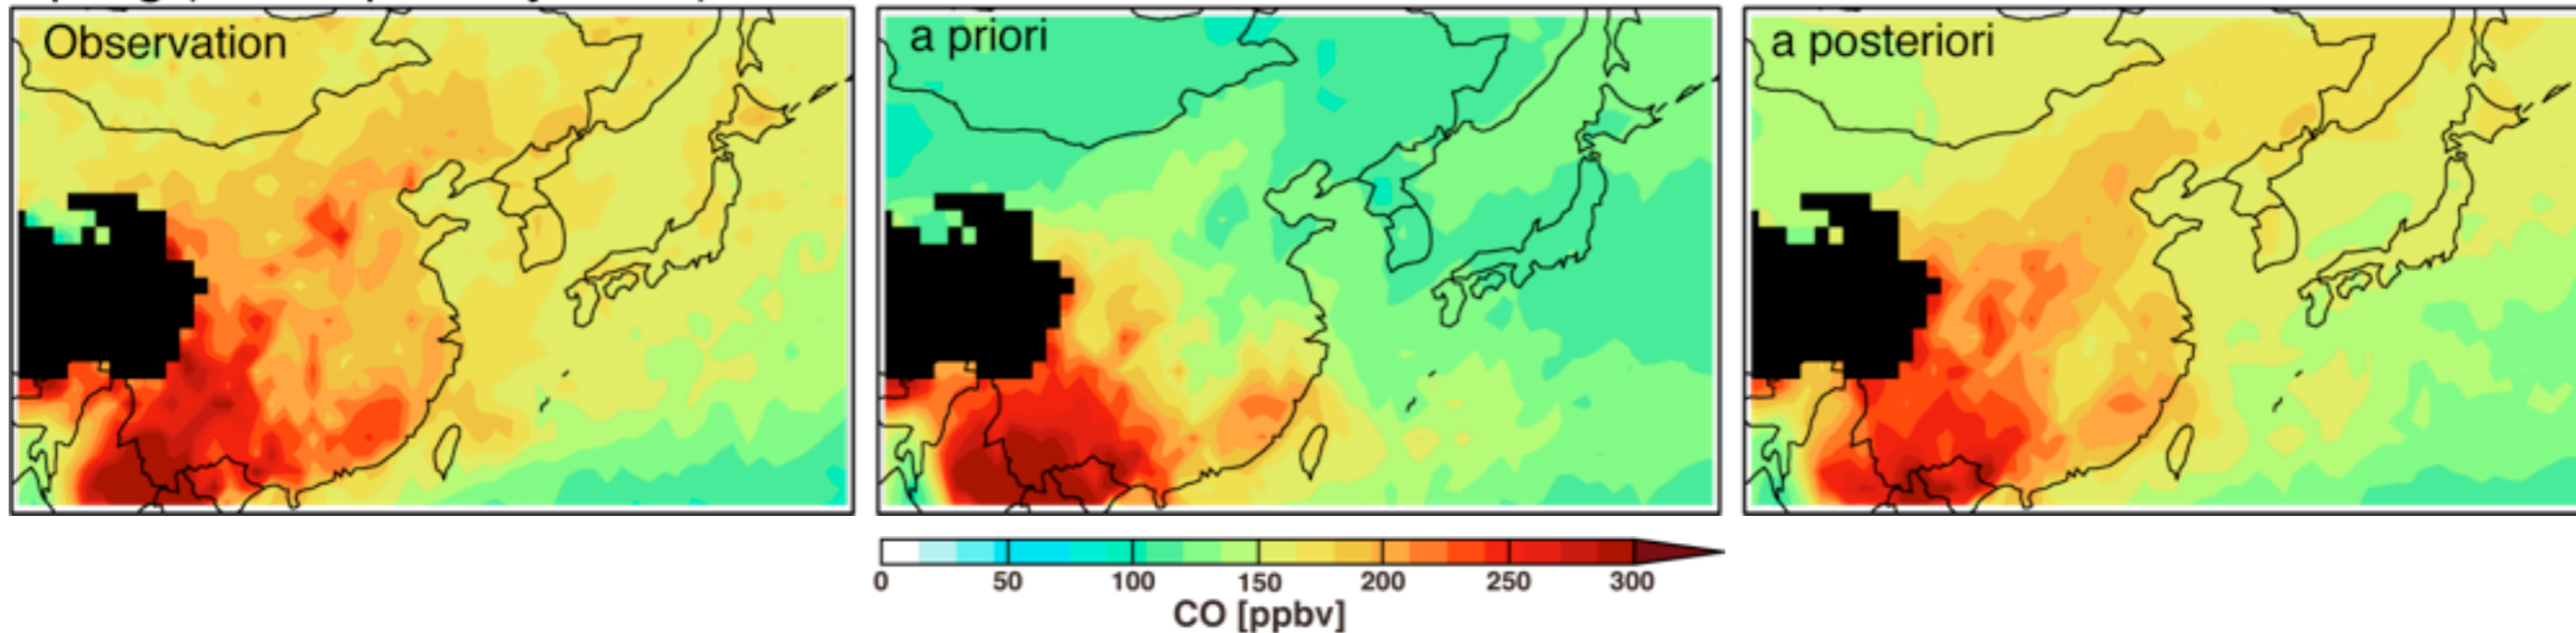 Observation
a priori
a posteriori
0 50 100 150 200 250 300
CO [ppbv]